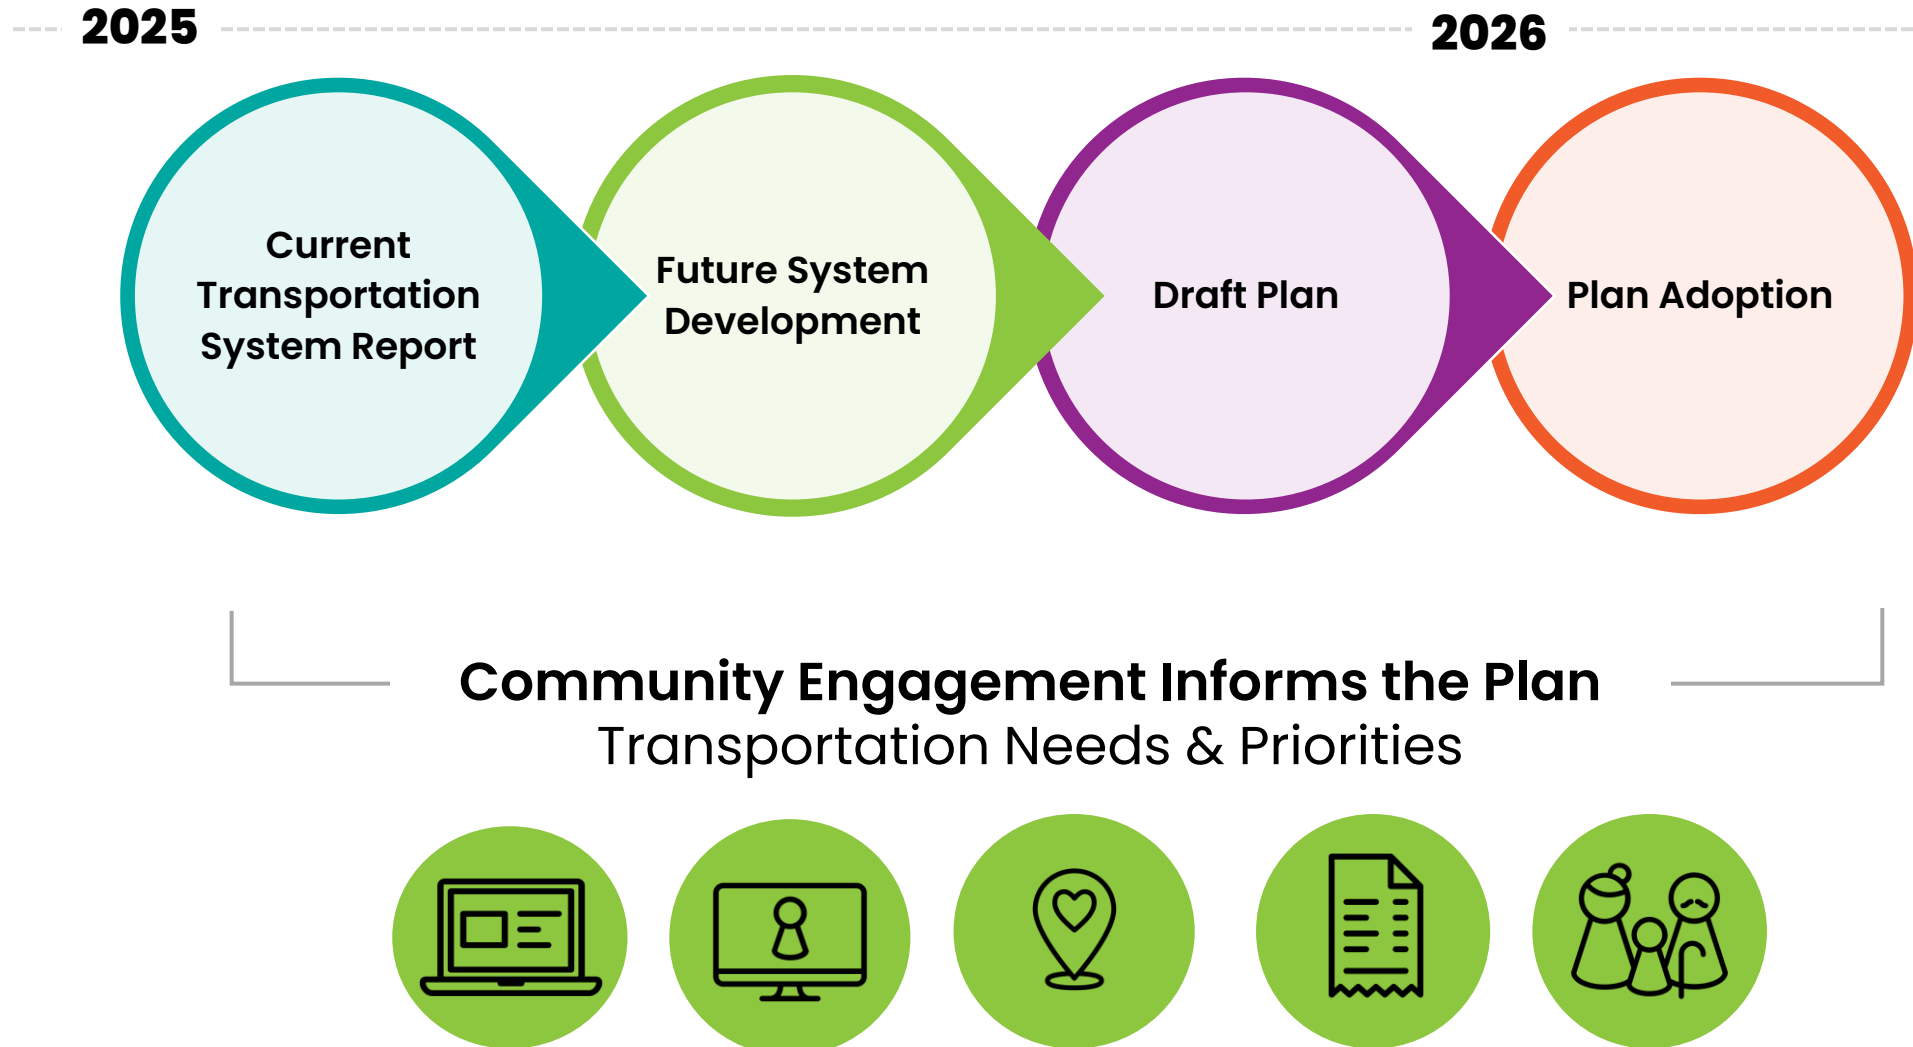 2025
2026
Current
Transportation
System Report
Future System
Development
Draft Plan
Plan Adoption
Community Engagement Informs the Plan
Transportation Needs & Priorities